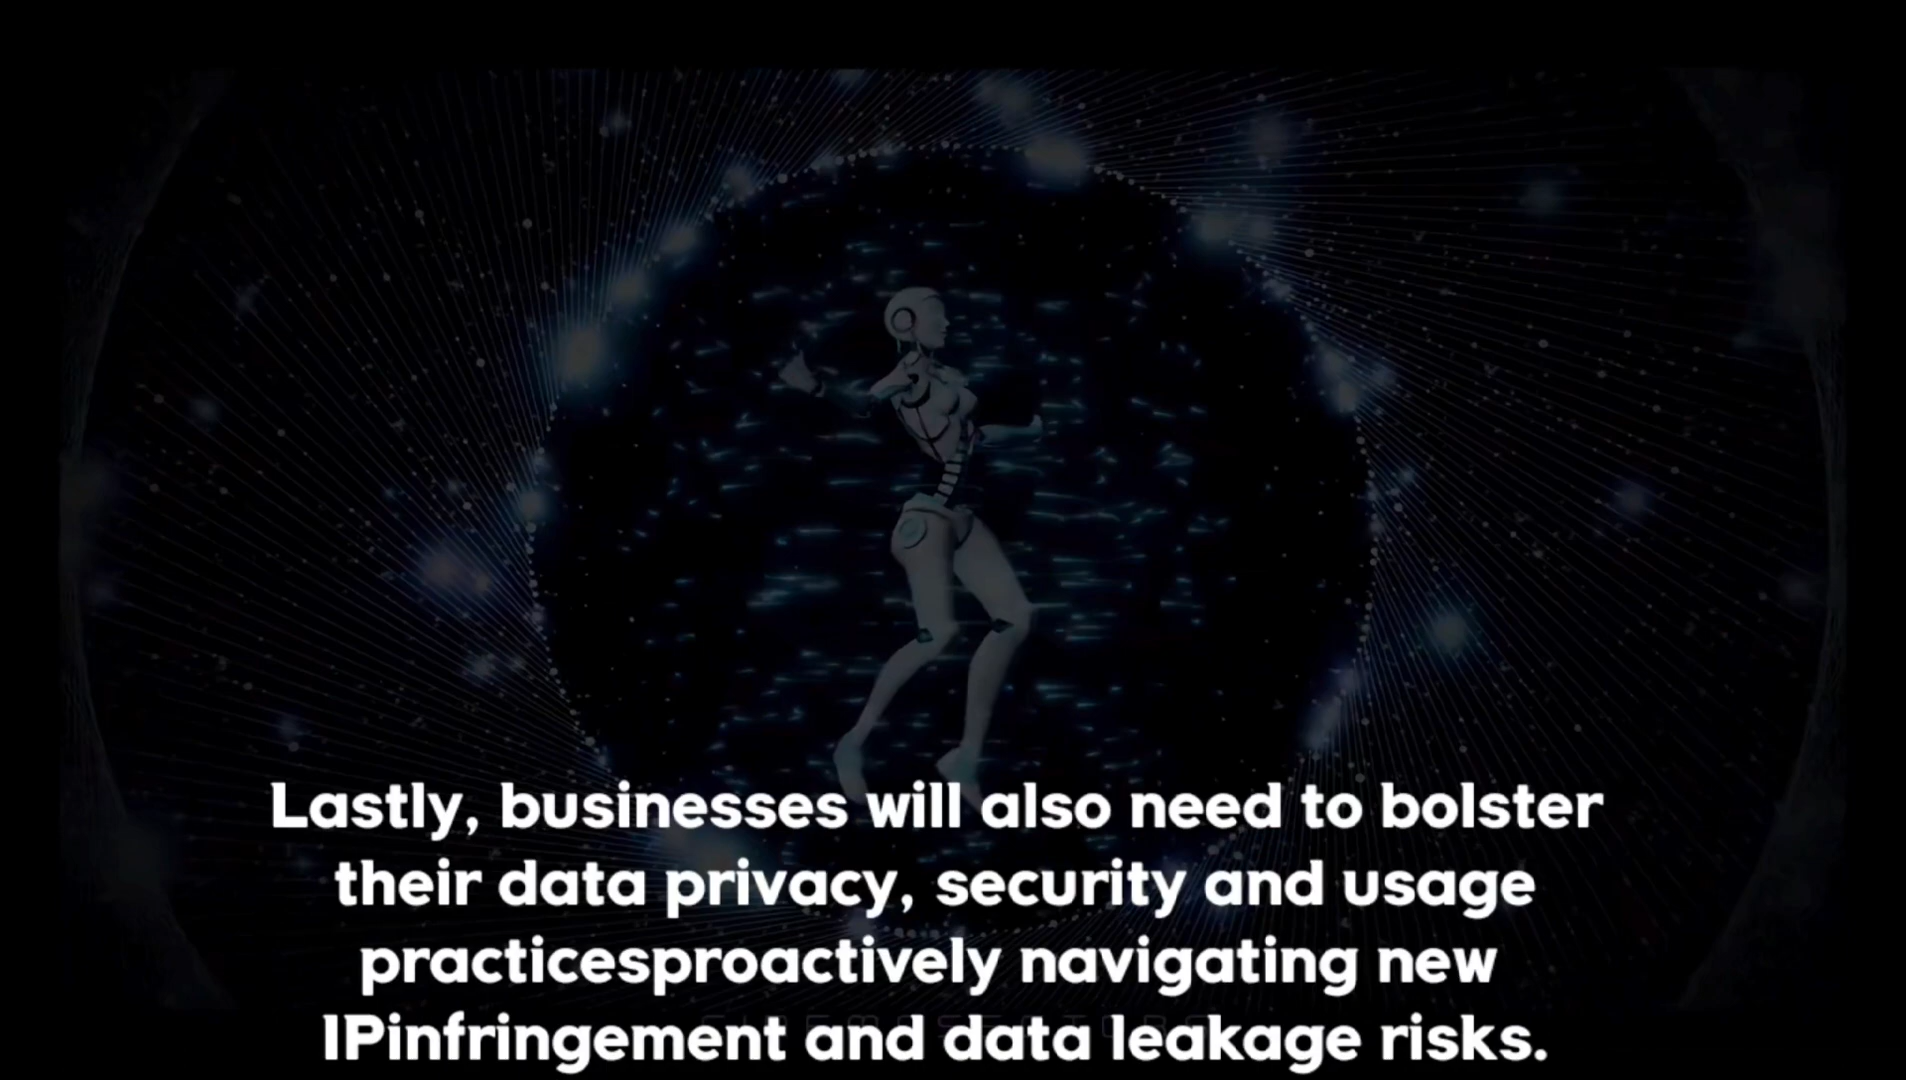 Lastly, businesses will also need to bolster
their data privacy, security and usage
practicesproactively navigating new
IPinfringement and data leakage risks.